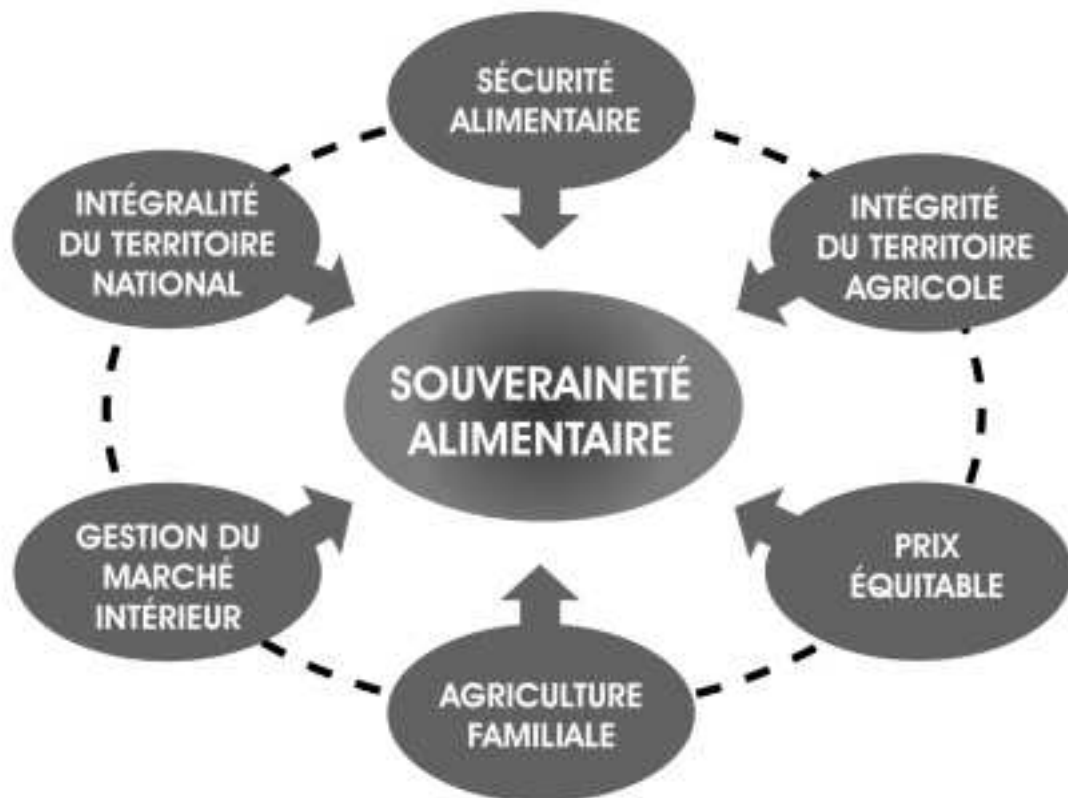 SÉCURITÉ
ALIMENTAIRE
INTÉGRALITÉ
DU TERRITOIRE
NATIONAL
INTÉGRITÉ
DU TERRITOIRE
AGRICOLE
SOUVERAINETÉ
ALIMENTAIRE
GESTION DU
MARCHÉ
INTÉRIEUR
PRIX
ÉQUITABLE
AGRICULTURE
FAMILIALE